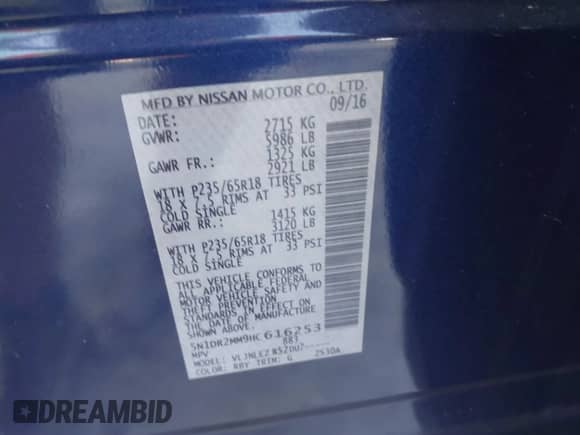 MFD BY NISSAN MOTOR CO., LTD.
DATE: 09/16
GVWR: 2715 KG
5986 LB
GAWR FR.: 1325 KG
2921 LB
WITH P235/65R18 TIRES
18 X 7.5 RIMS AT 33 PSI
COLD SINGLE
GAWR RR.: 1415 KG
3120 LB
WITH P235/65R18 TIRES
18 X 7.5 RIMS AT 33 PSI
COLD SINGLE
THIS VEHICLE CONFORMS TO
ALL APPLICABLE FEDERAL
MOTOR VEHICLE SAFETY AND
THEFT PREVENTION
STANDARDS IN EFFECT ON
THE DATE OF MANUFACTURE
SHOWN ABOVE.
5N1DR2MM9HC616253
MPV 883
MODEL:
COLOR: RBY TRIM: G 2S30A
DREAMBID